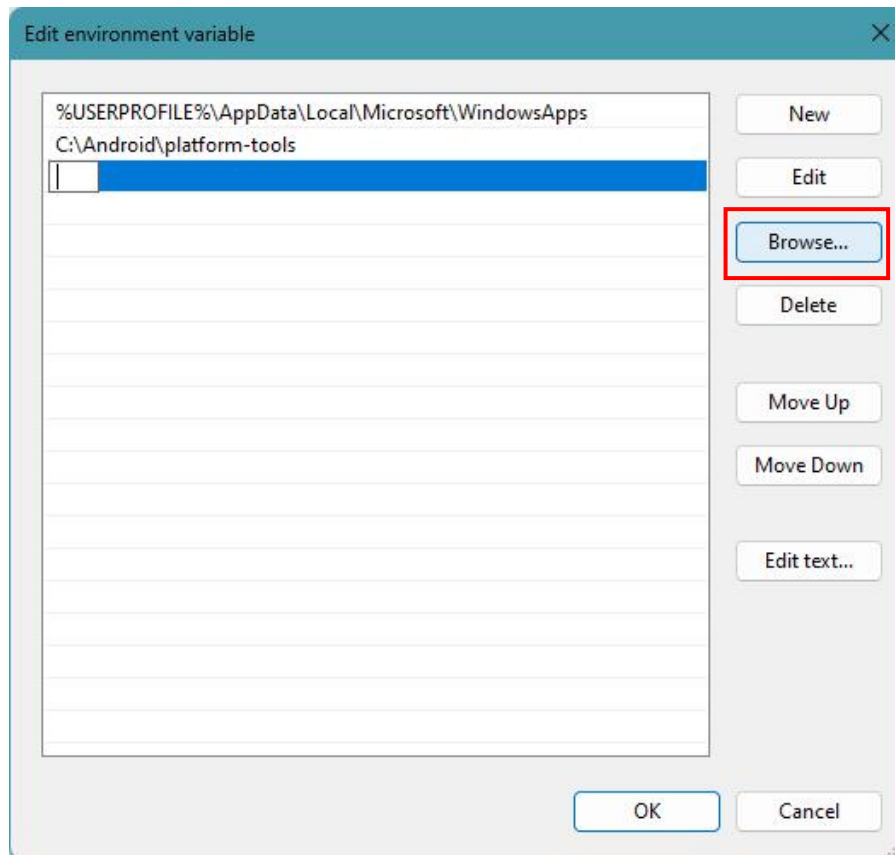 Edit environment variable
%USERPROFILE%\AppData\Local\Microsoft\WindowsApps
C:\Android\platform-tools
New
Edit
Browse...
Delete
Move Up
Move Down
Edit text...
OK
Cancel